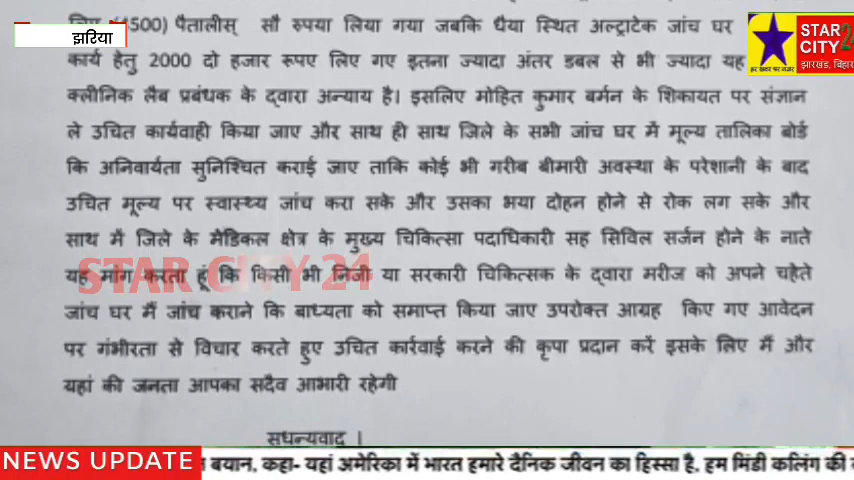 (4500) पैतालीस् सौ रुपया लिया गया जबकि धैया स्थित अल्ट्राटेक जांच घर
झरिया
STAR CITY 24
हर खबर पर नजर
झारखंड, बिहार
कार्य हेतु 2000 दो हजार रूपए लिए गए इतना ज्यादा अंतर डबल से भी ज्यादा यह
क्लीनिक लैब प्रबंधक के द्वारा अन्याय है। इसलिए मोहित कुमार बर्मन के शिकायत पर संज्ञान
ले उचित कार्यवाही किया जाए और साथ ही साथ जिले के सभी जांच घर में मूल्य तालिका बोर्ड
कि अनिवार्यता सुनिश्चित कराई जाए ताकि कोई भी गरीब बीमारी अवस्था के परेशानी के बाद
उचित मूल्य पर स्वास्थ्य जांच करा सके और उसका भया दोहन होने से रोक लग सके और
साथ में जिले के मेडिकल क्षेत्र के मुख्य चिकित्सा पदाधिकारी सह सिविल सर्जन होने के नाते
यह मांग करता हूं कि किसी भी निजी या सरकारी चिकित्सक के द्वारा मरीज को अपने चहेते
STAR CITY 24
जांच घर में जांच कराने कि बाध्यता को समाप्त किया जाए उपरोक्त आग्रह किए गए आवेदन
पर गंभीरता से विचार करते हुए उचित कार्रवाई करने की कृपा प्रदान करें इसके लिए मैं और
यहां की जनता आपका सदैव आभारी रहेगी
सधन्यवाद ।
NEWS UPDATE
बयान, कहा- यहां अमेरिका में भारत हमारे दैनिक जीवन का हिस्सा है, हम मिंडी कलिंग की